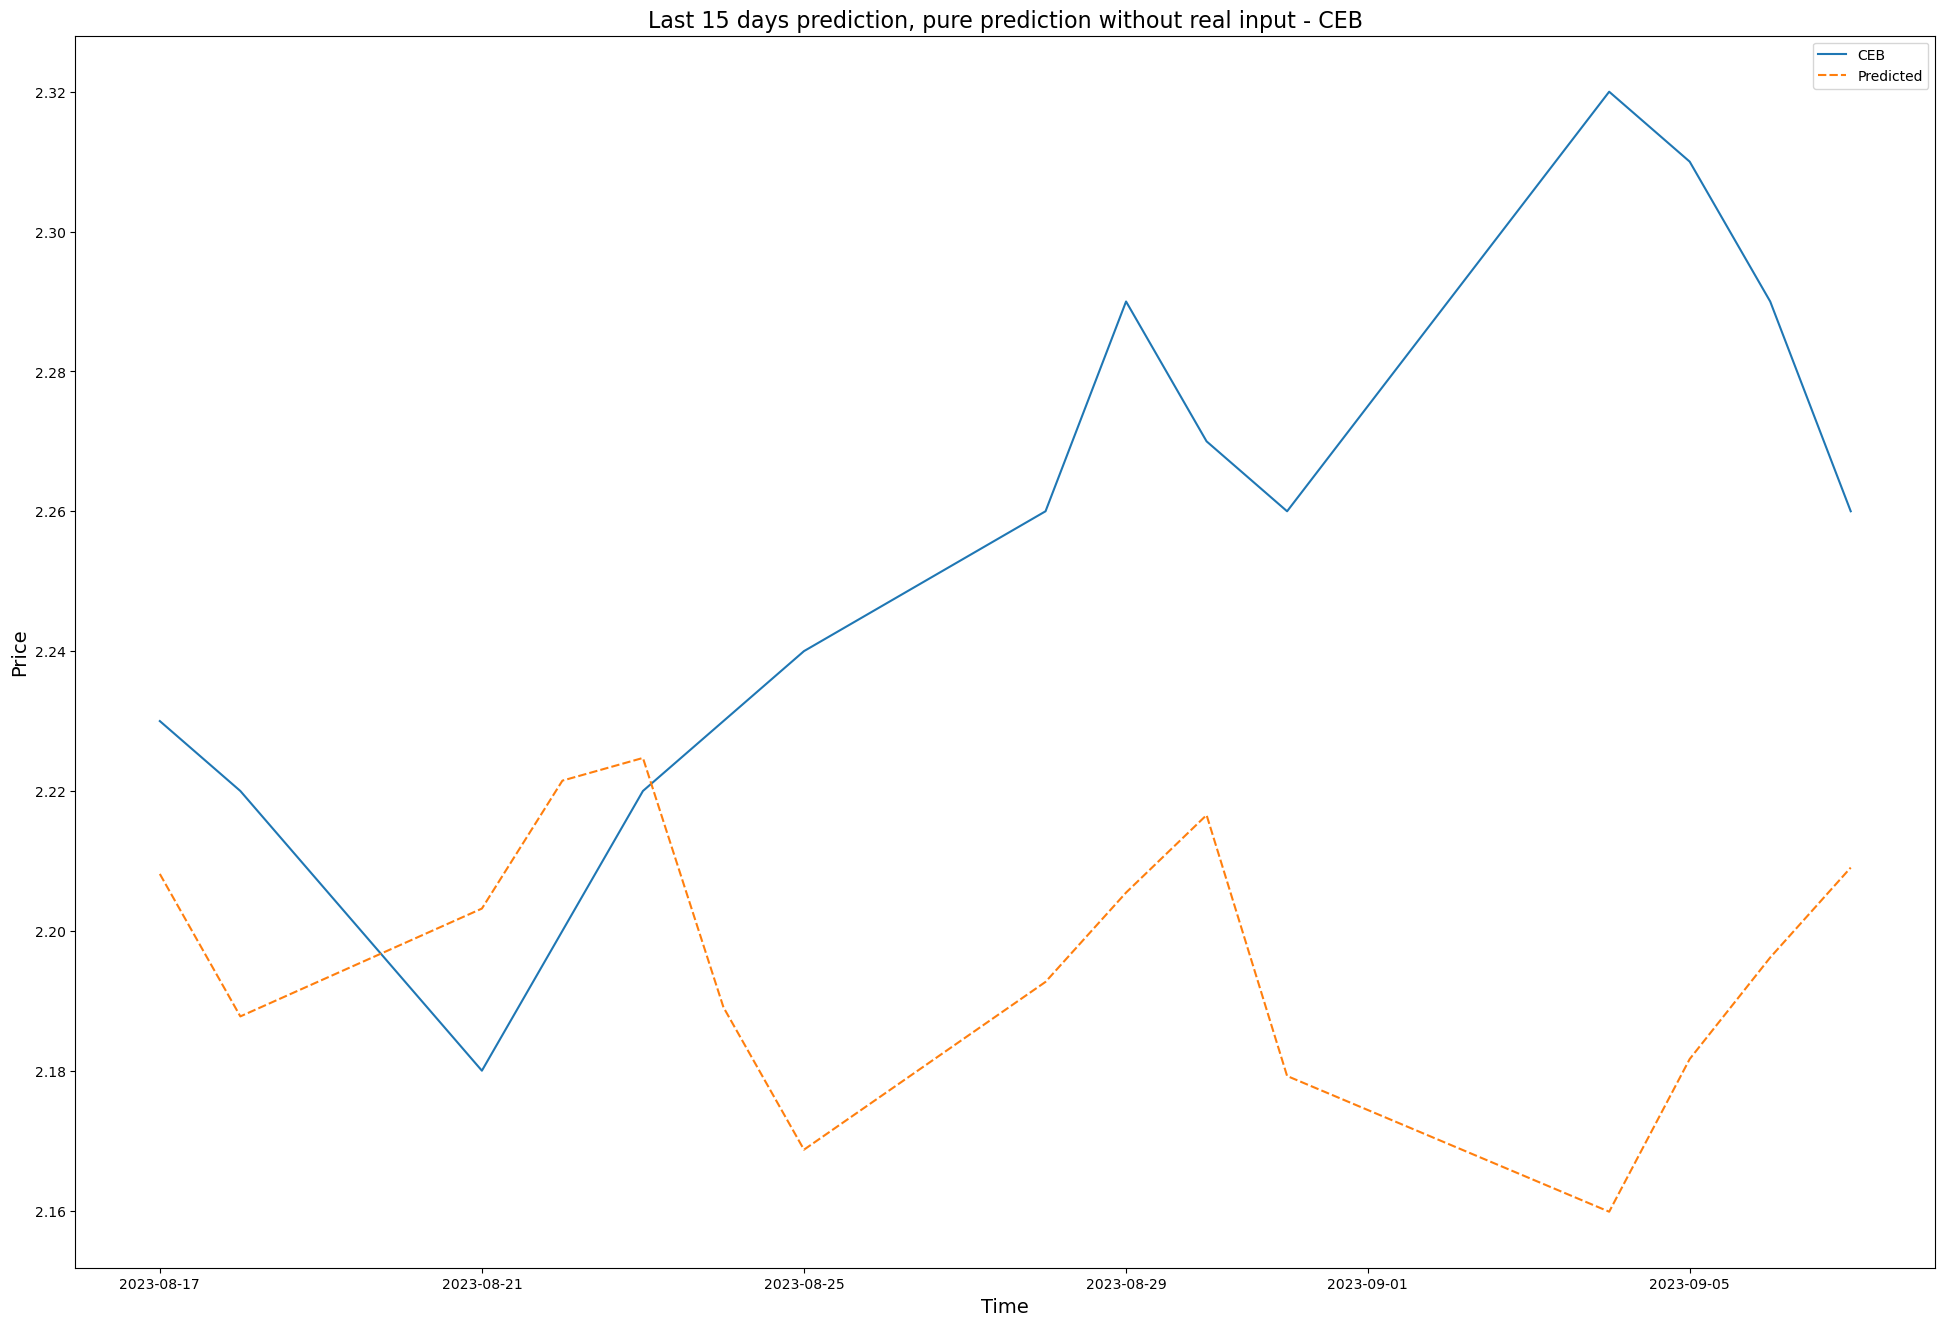 Last 15 days prediction, pure prediction without real input - CEB
CEB
Predicted
2.32
2.30
2.28
2.26
2.24
2.22
2.20
2.18
2.16
Price
2023-08-17 2023-08-21 2023-08-25 2023-08-29 2023-09-01 2023-09-05
Time